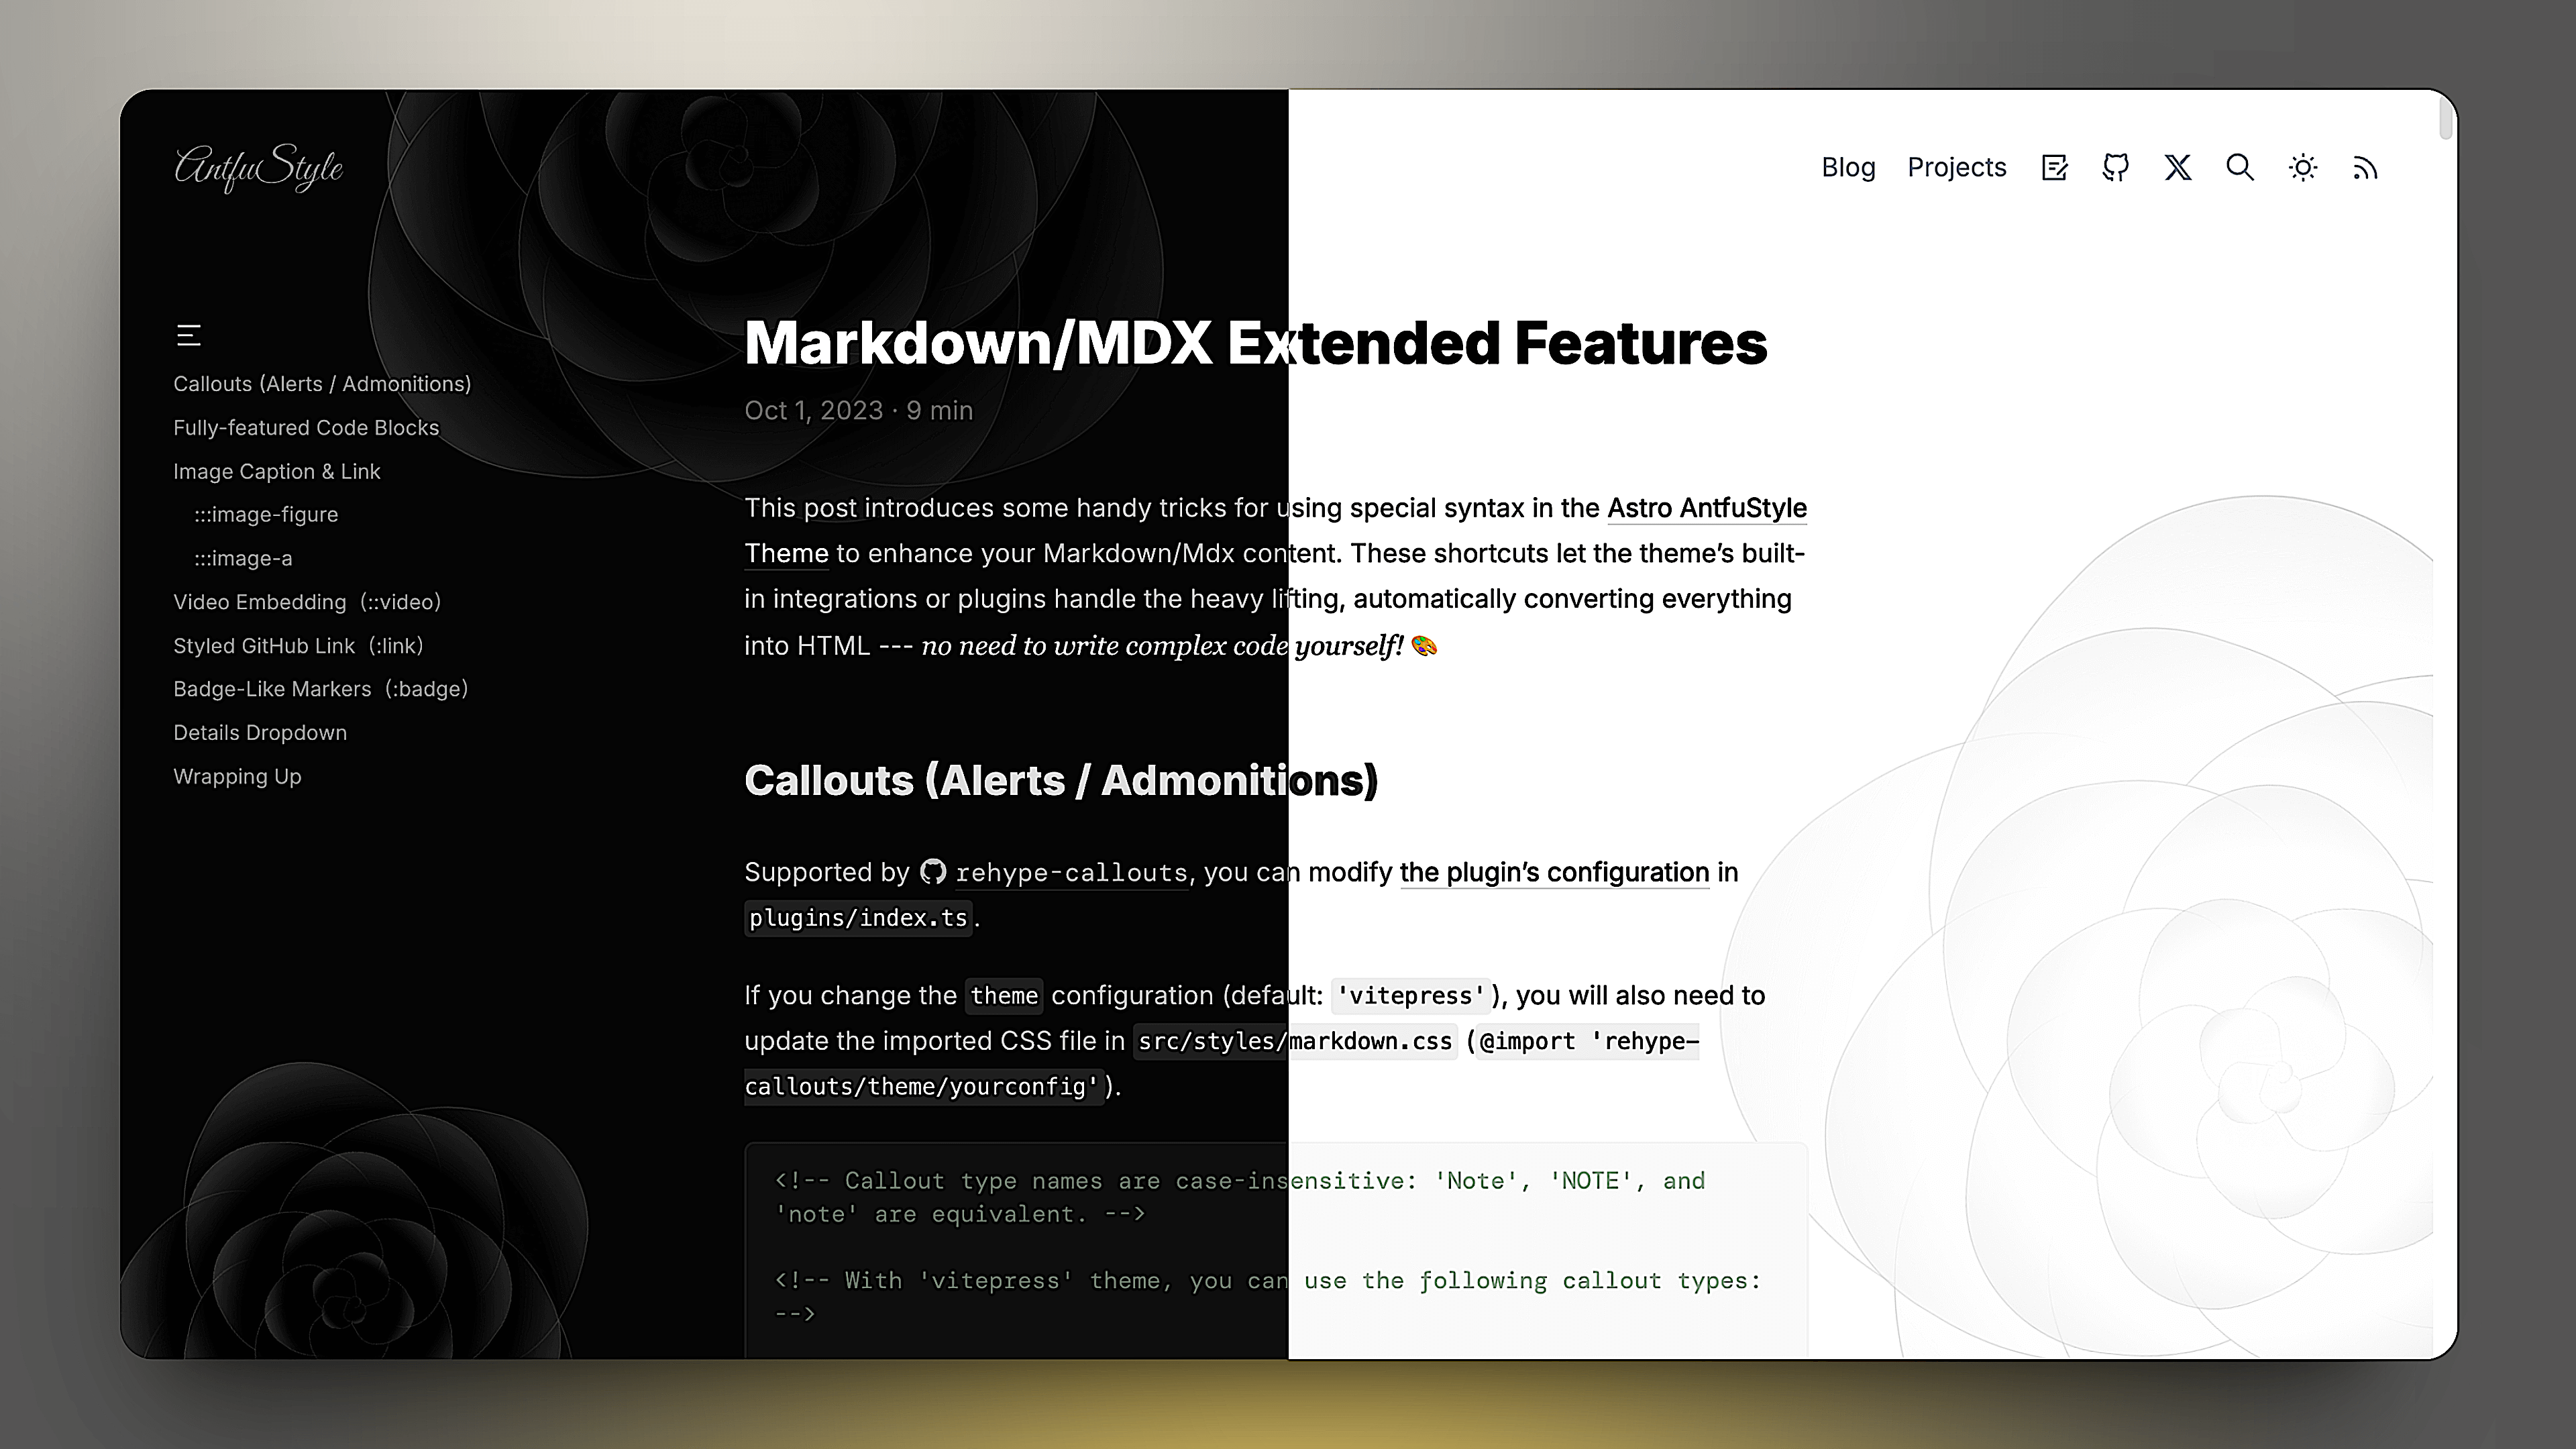 AntfuStyle
Blog Projects
Callouts (Alerts / Admonitions)
Fully-featured Code Blocks
Image Caption & Link
:::image-figure
:::image-a
Video Embedding (::video)
Styled GitHub Link (:link)
Badge-Like Markers (:badge)
Details Dropdown
Wrapping Up
Markdown/MDX Extended Features
Oct 1, 2023 · 9 min
This post introduces some handy tricks for using special syntax in the Astro AntfuStyle
Theme to enhance your Markdown/Mdx content. These shortcuts let the theme’s built-
in integrations or plugins handle the heavy lifting, automatically converting everything
into HTML --- no need to write complex code yourself! 🎨
Callouts (Alerts / Admonitions)
Supported by rehype-callouts, you can modify the plugin’s configuration in
plugins/index.ts.
If you change the theme configuration (default: 'vitepress'), you will also need to
update the imported CSS file in src/styles/markdown.css (@import 'rehype-
callouts/theme/yourconfig').
<!-- Callout type names are case-insensitive: 'Note', 'NOTE', and
'note' are equivalent. -->
<!-- With 'vitepress' theme, you can use the following callout types:
-->